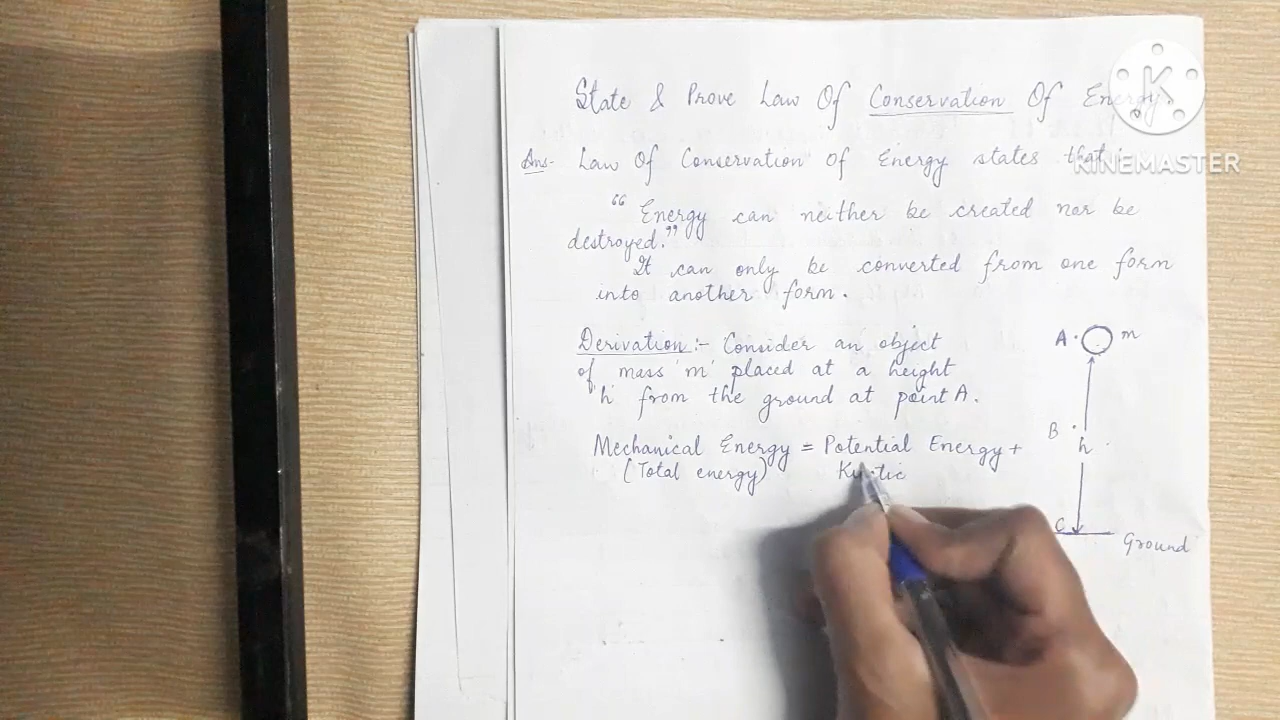 State & Prove Law Of Conservation Of Energy.
Ans- Law Of Conservation of Energy states that :
“ Energy can neither be created nor be
destroyed.”
It can only be converted from one form
into another form.
Derivation :- Consider an object
of mass 'm' placed at a height
'h' from the ground at point A.
Mechanical Energy = Potential Energy +
(Total energy)
A
m
B
h
C
Ground
K
KINEMASTER